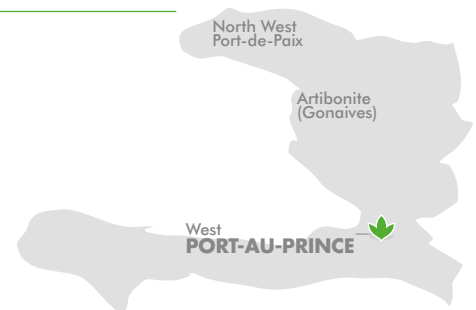 North West
Port-de-Paix
Artibonite
(Gonaives)
West
PORT-AU-PRINCE